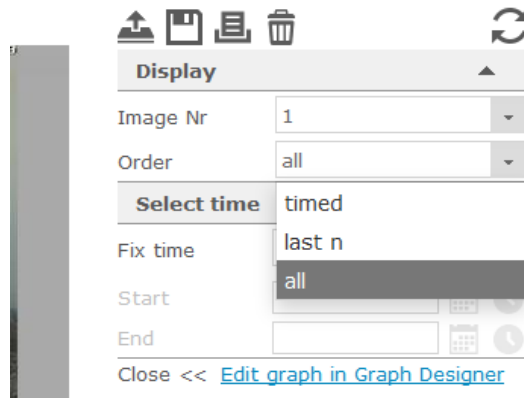 Display
Image Nr 1
Order all
Select time timed
last n
Fix time
all
Start
End
Close << Edit graph in Graph Designer